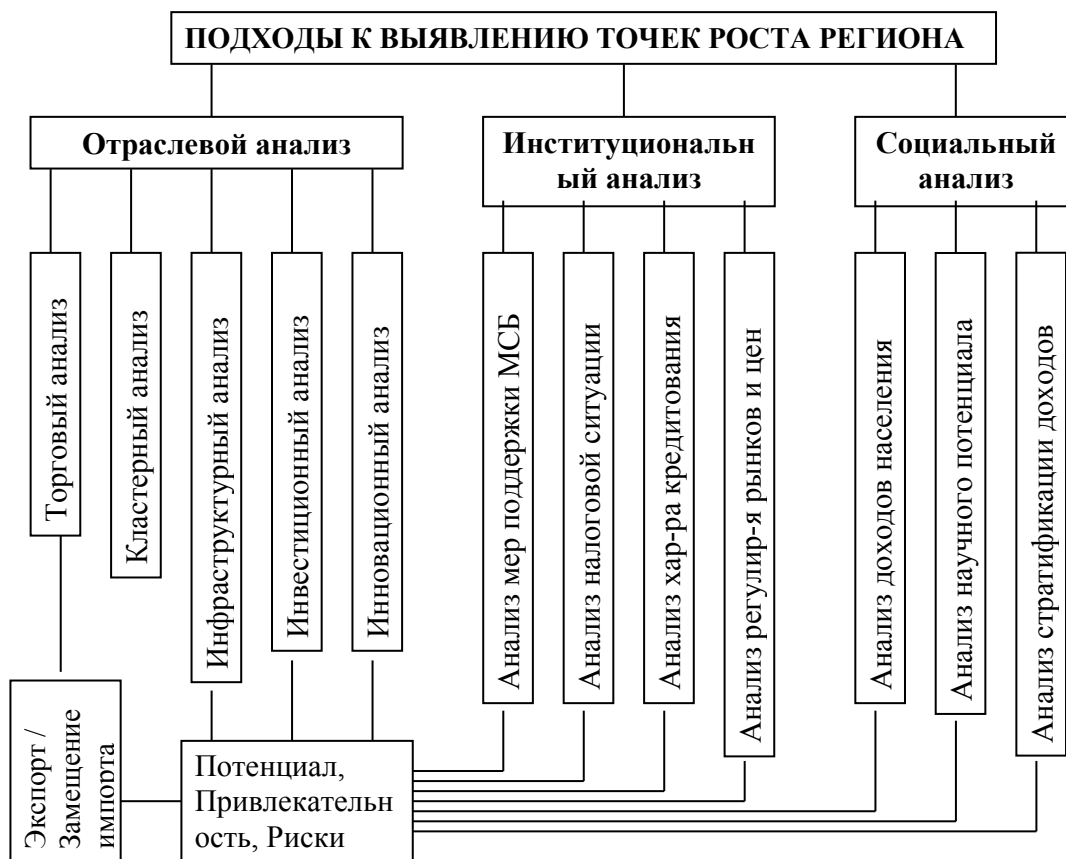 ПОДХОДЫ К ВЫЯВЛЕНИЮ ТОЧЕК РОСТА РЕГИОНА
Отраслевой анализ
Институциональн
ый анализ
Социальный
анализ
Торговый анализ
Кластерный анализ
Инфраструктурный анализ
Инвестиционный анализ
Инновационный анализ
Анализ мер поддержки МСБ
Анализ налоговой ситуации
Анализ хар-ра кредитования
Анализ регулир-я рынков и цен
Анализ доходов населения
Анализ научного потенциала
Анализ стратификации доходов
Экспорт /
Замещение
импорта
Потенциал,
Привлекательн
ость, Риски